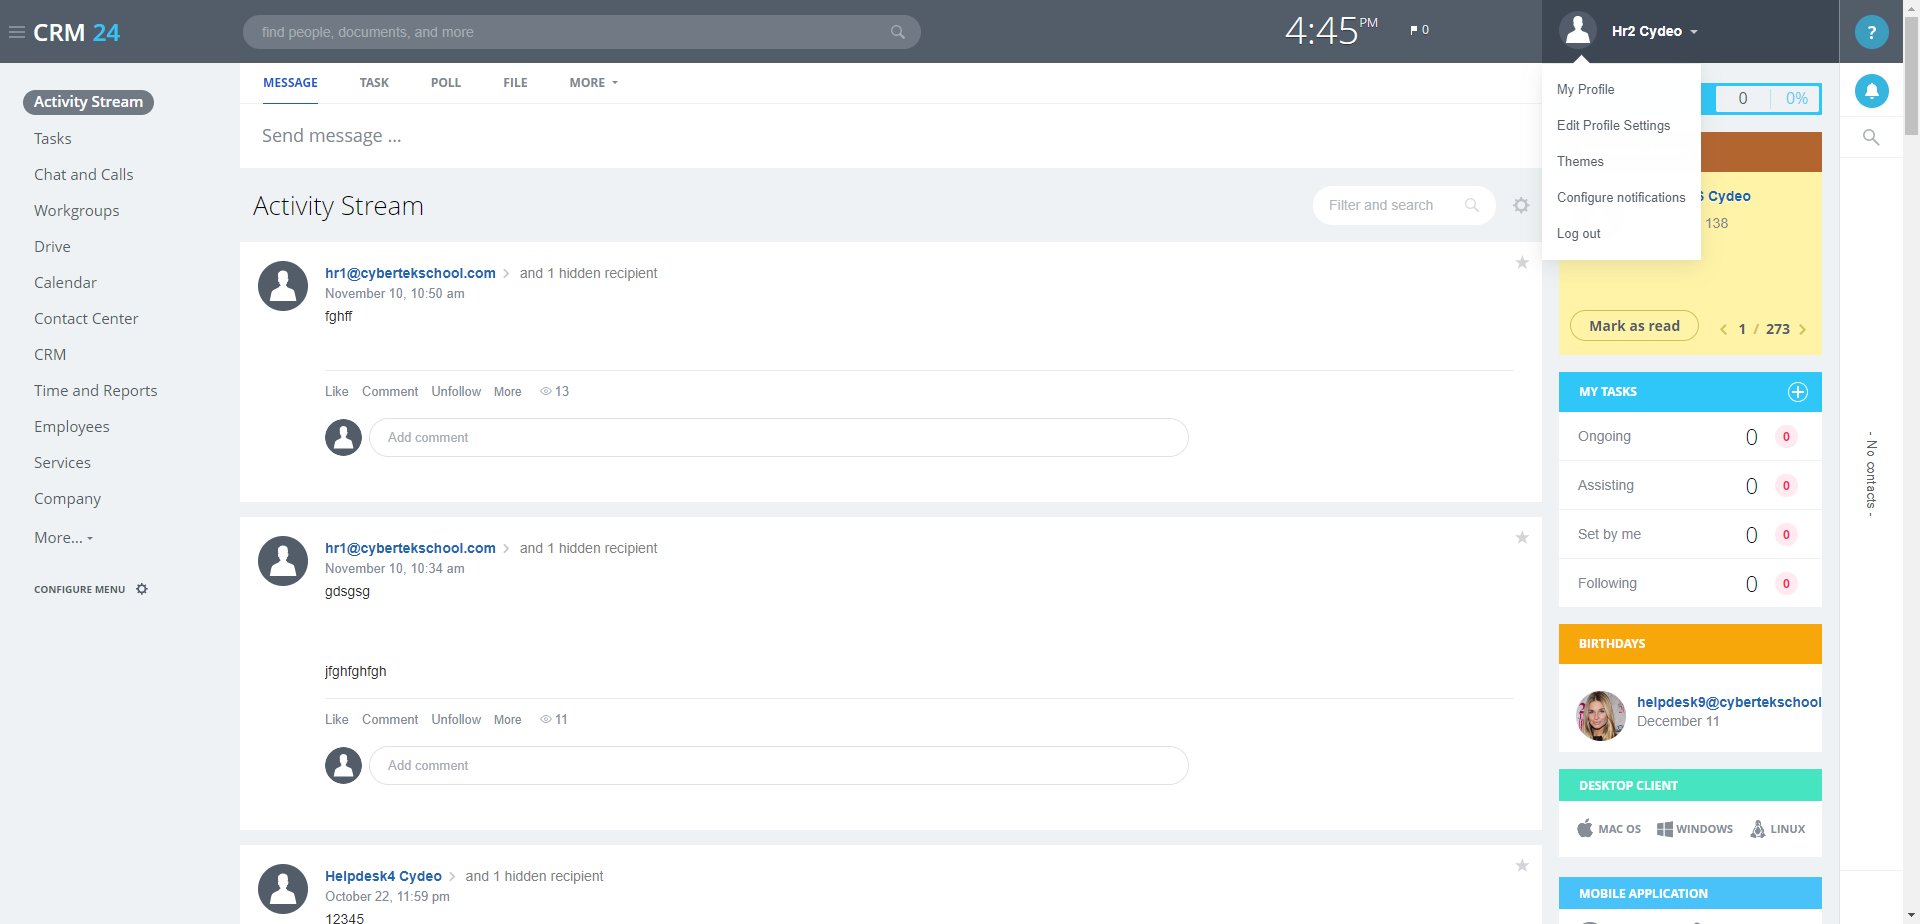 CRM 24
find people, documents, and more
4:45 PM
0
Hr2 Cydeo
?
Activity Stream
Tasks
Chat and Calls
Workgroups
Drive
Calendar
Contact Center
CRM
Time and Reports
Employees
Services
Company
More...
CONFIGURE MENU
MESSAGE TASK POLL FILE MORE
Send message ...
Activity Stream
Filter and search
hr1@cybertekschool.com > and 1 hidden recipient
November 10, 10:50 am
fghff
Like Comment Unfollow More 13
Add comment
hr1@cybertekschool.com > and 1 hidden recipient
November 10, 10:34 am
gdsgsg
jfghfghfgh
Like Comment Unfollow More 11
Add comment
Helpdesk4 Cydeo > and 1 hidden recipient
October 22, 11:59 pm
12345
My Profile
Edit Profile Settings
Themes
Configure notifications
Log out
0 0%
Cydeo
138
Mark as read
< 1 / 273 >
MY TASKS
Ongoing 0 0
Assisting 0 0
Set by me 0 0
Following 0 0
BIRTHDAYS
helpdesk9@cybertekschool
December 11
DESKTOP CLIENT
MAC OS WINDOWS LINUX
MOBILE APPLICATION
- No contacts -